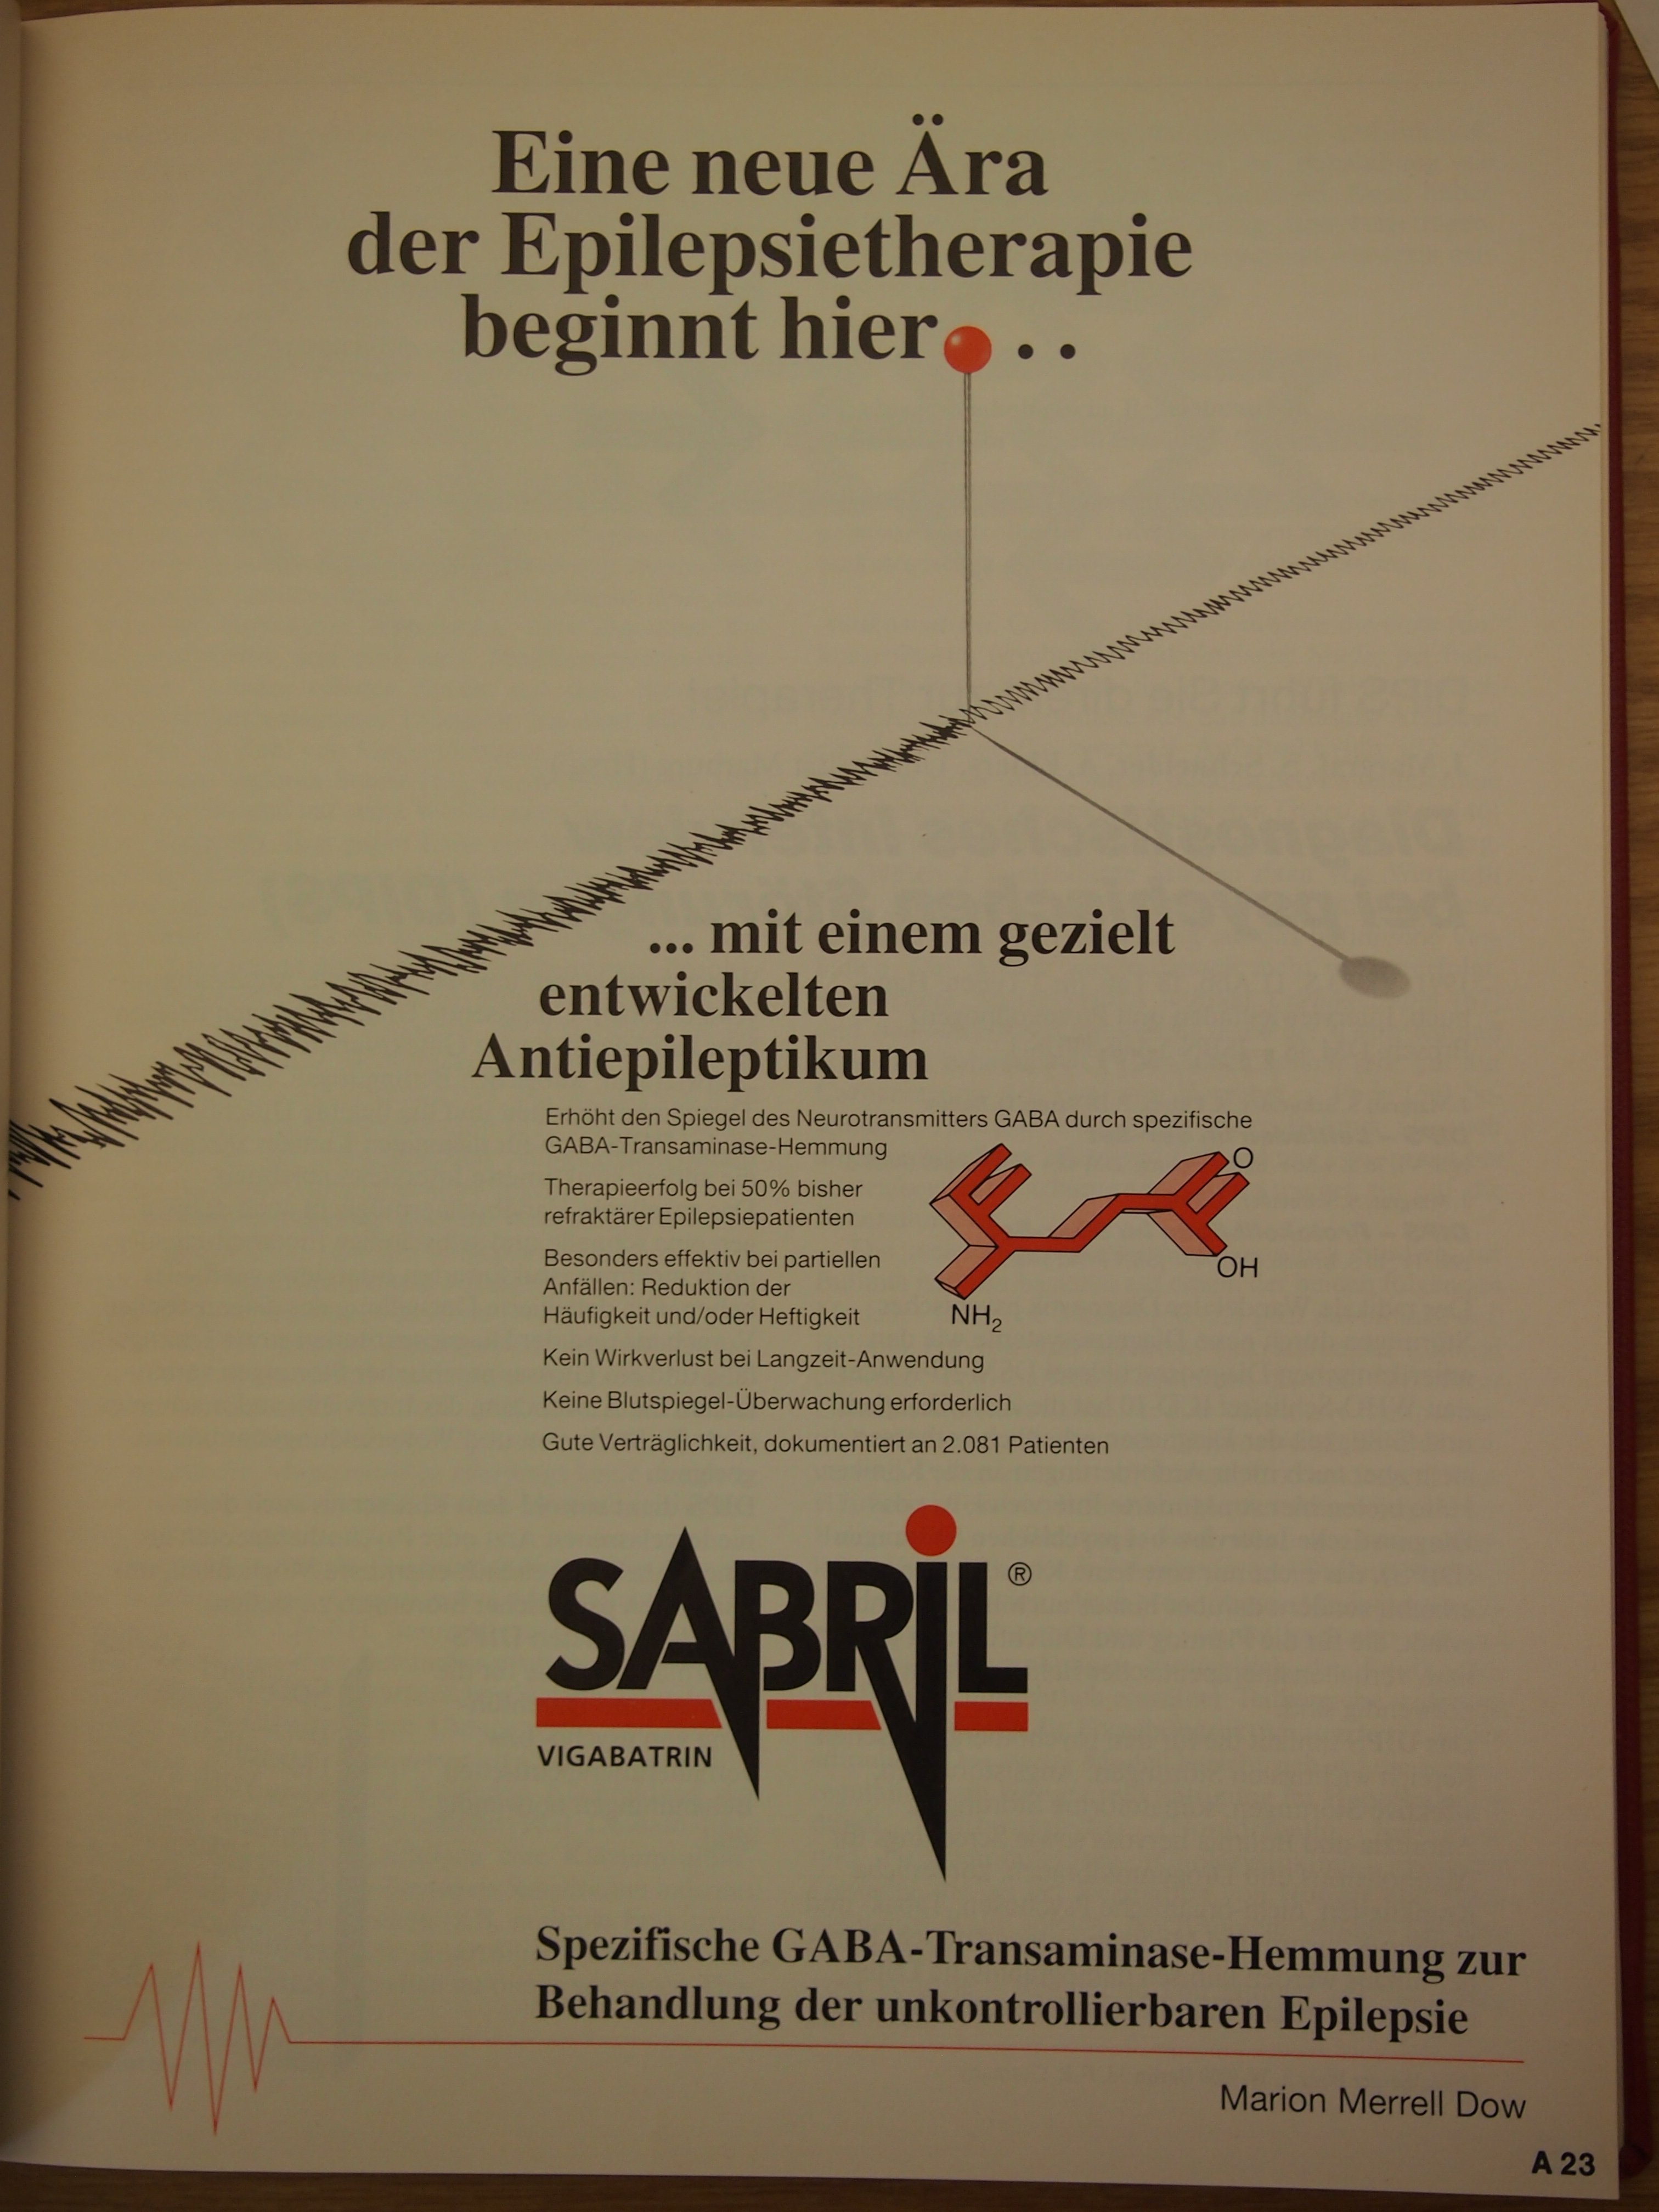 Eine neue Ära
der Epilepsietherapie
beginnt hier...
... mit einem gezielt
entwickelten
Antiepileptikum
Erhöht den Spiegel des Neurotransmitters GABA durch spezifische
GABA-Transaminase-Hemmung
Therapieerfolg bei 50% bisher
refraktärer Epilepsiepatienten
Besonders effektiv bei partiellen
Anfällen: Reduktion der
Häufigkeit und/oder Heftigkeit
O
OH
NH2
Kein Wirkverlust bei Langzeit-Anwendung
Keine Blutspiegel-Überwachung erforderlich
Gute Verträglichkeit, dokumentiert an 2.081 Patienten
SABRiL®
VIGABATRIN
Spezifische GABA-Transaminase-Hemmung zur
Behandlung der unkontrollierbaren Epilepsie
Marion Merrell Dow
A 23